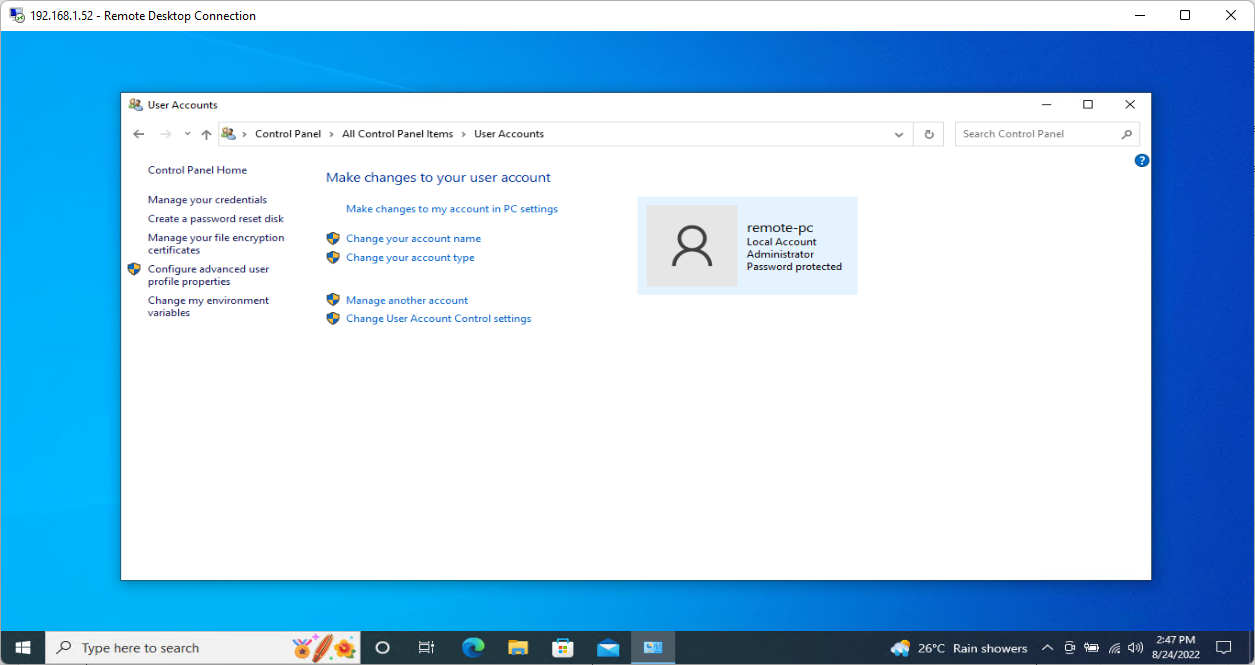 192.168.1.52 - Remote Desktop Connection
User Accounts
Control Panel > All Control Panel Items > User Accounts
Search Control Panel
?
Control Panel Home
Manage your credentials
Create a password reset disk
Manage your file encryption
certificates
Configure advanced user
profile properties
Change my environment
variables
Make changes to your user account
Make changes to my account in PC settings
Change your account name
Change your account type
Manage another account
Change User Account Control settings
remote-pc
Local Account
Administrator
Password protected
Type here to search
26°C Rain showers
2:47 PM
8/24/2022